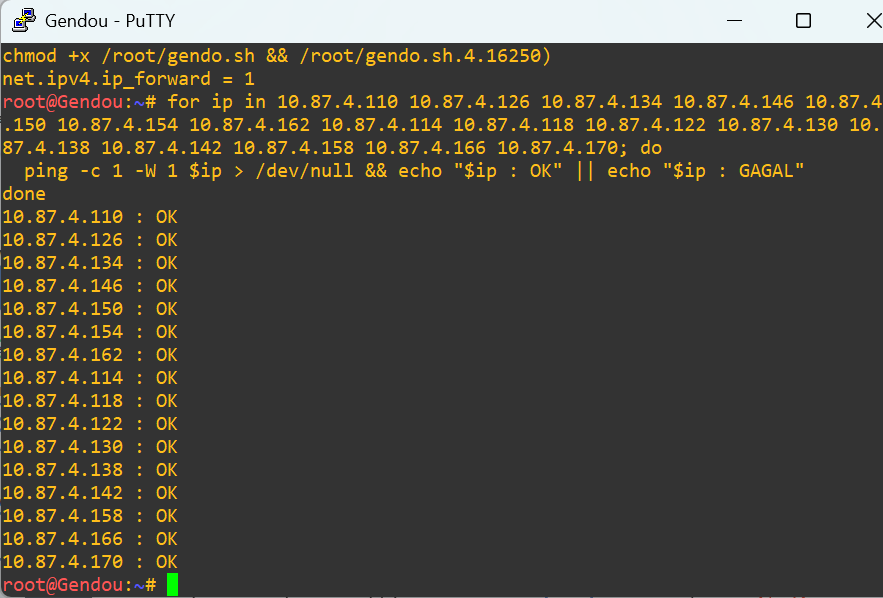 Gendou - PuTTY
chmod +x /root/gendo.sh && /root/gendo.sh.4.16250)
net.ipv4.ip_forward = 1
root@Gendou:~# for ip in 10.87.4.110 10.87.4.126 10.87.4.134 10.87.4.146 10.87.4
.150 10.87.4.154 10.87.4.162 10.87.4.114 10.87.4.118 10.87.4.122 10.87.4.130 10.
87.4.138 10.87.4.142 10.87.4.158 10.87.4.166 10.87.4.170; do
  ping -c 1 -W 1 $ip > /dev/null && echo "$ip : OK" || echo "$ip : GAGAL"
done
10.87.4.110 : OK
10.87.4.126 : OK
10.87.4.134 : OK
10.87.4.146 : OK
10.87.4.150 : OK
10.87.4.154 : OK
10.87.4.162 : OK
10.87.4.114 : OK
10.87.4.118 : OK
10.87.4.122 : OK
10.87.4.130 : OK
10.87.4.138 : OK
10.87.4.142 : OK
10.87.4.158 : OK
10.87.4.166 : OK
10.87.4.170 : OK
root@Gendou:~#